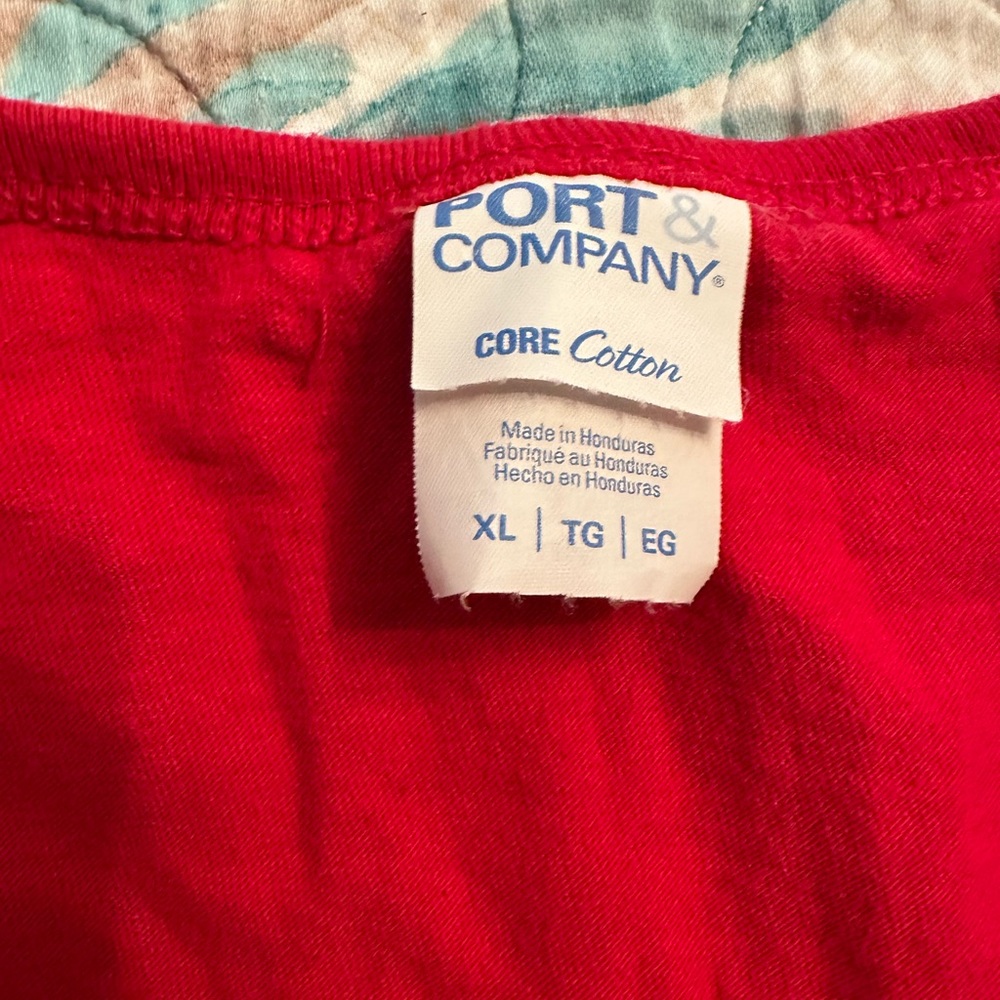 PORT &
COMPANY®
CORE Cotton
Made in Honduras
Fabriqué au Honduras
Hecho en Honduras
XL | TG | EG